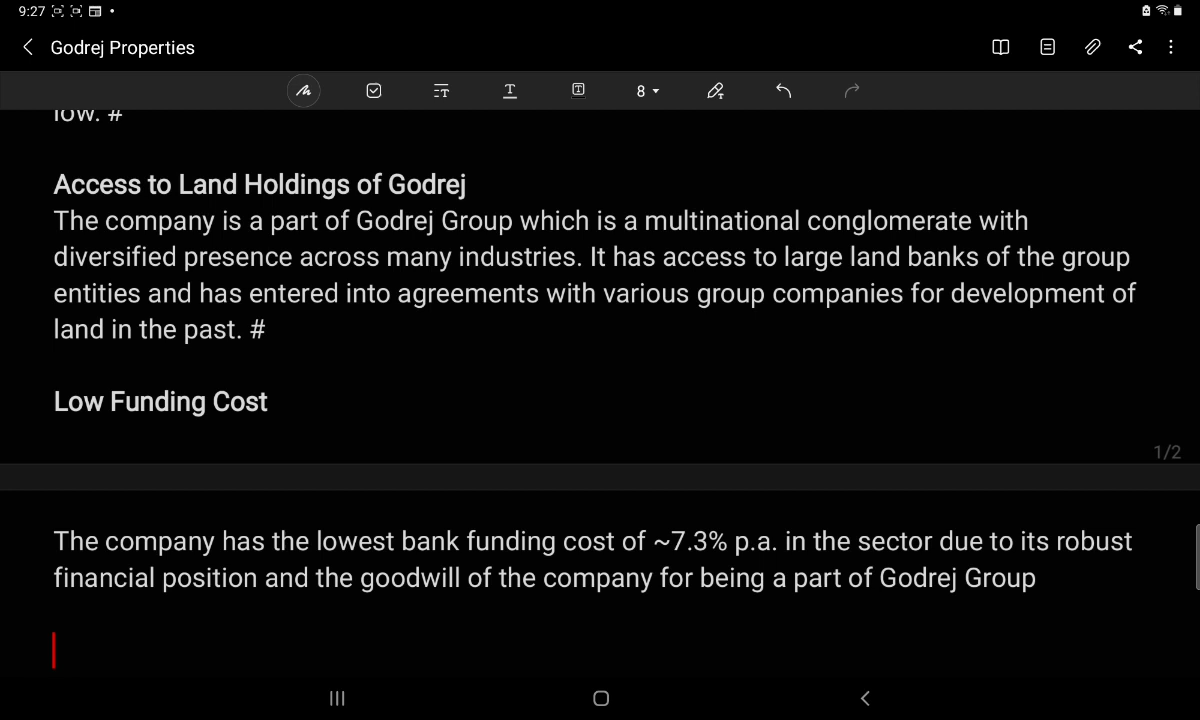 9:27
Godrej Properties
8
low. #
Access to Land Holdings of Godrej
The company is a part of Godrej Group which is a multinational conglomerate with
diversified presence across many industries. It has access to large land banks of the group
entities and has entered into agreements with various group companies for development of
land in the past. #
Low Funding Cost
1/2
The company has the lowest bank funding cost of ~7.3% p.a. in the sector due to its robust
financial position and the goodwill of the company for being a part of Godrej Group